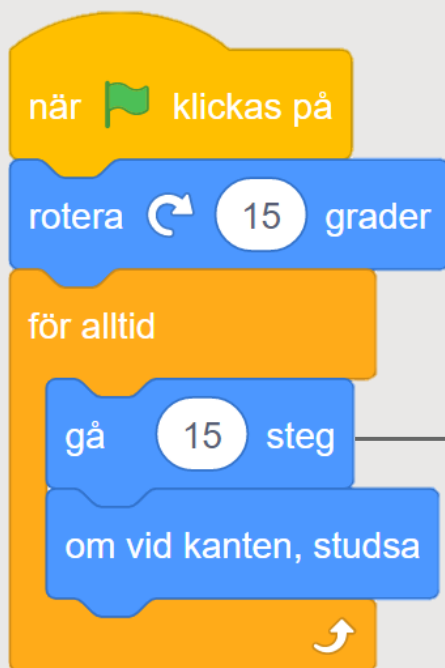 när klickas på
rotera 15 grader
för alltid
gå 15 steg
om vid kanten, studsa